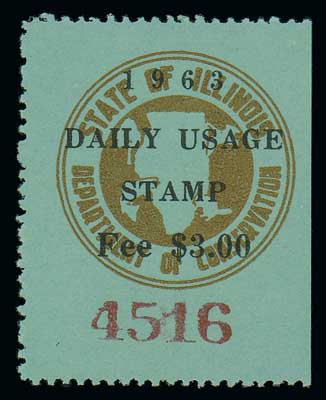 1963
STATE OF ILLINOIS
DAILY USAGE
STAMP
Fee $3.00
DEPARTMENT OF CONSERVATION
4516